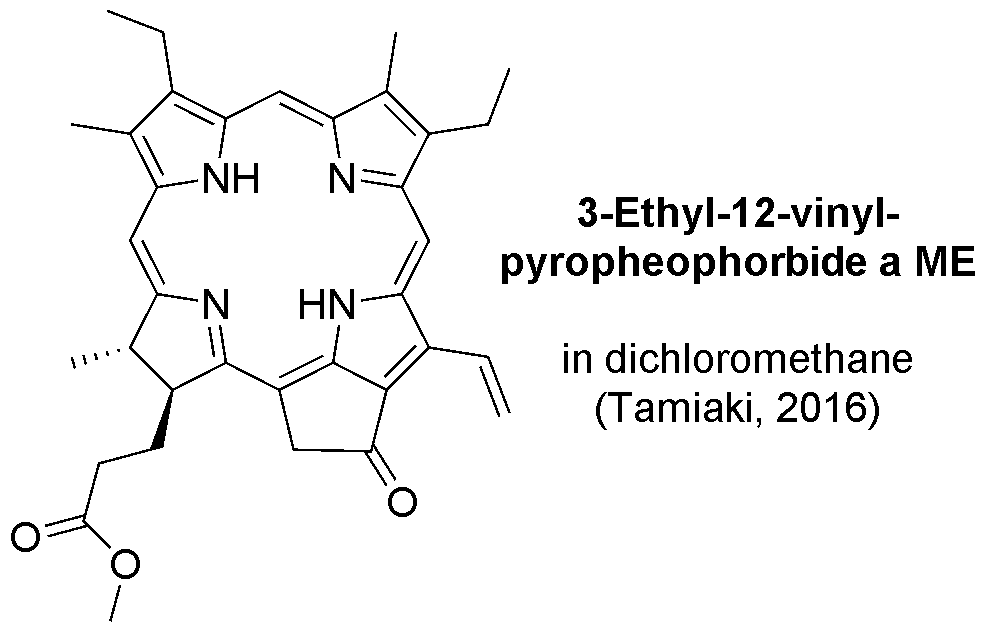 NH
N
N
HN
O
O
O
3-Ethyl-12-vinyl-
pyropheophorbide a ME
in dichloromethane
(Tamiaki, 2016)